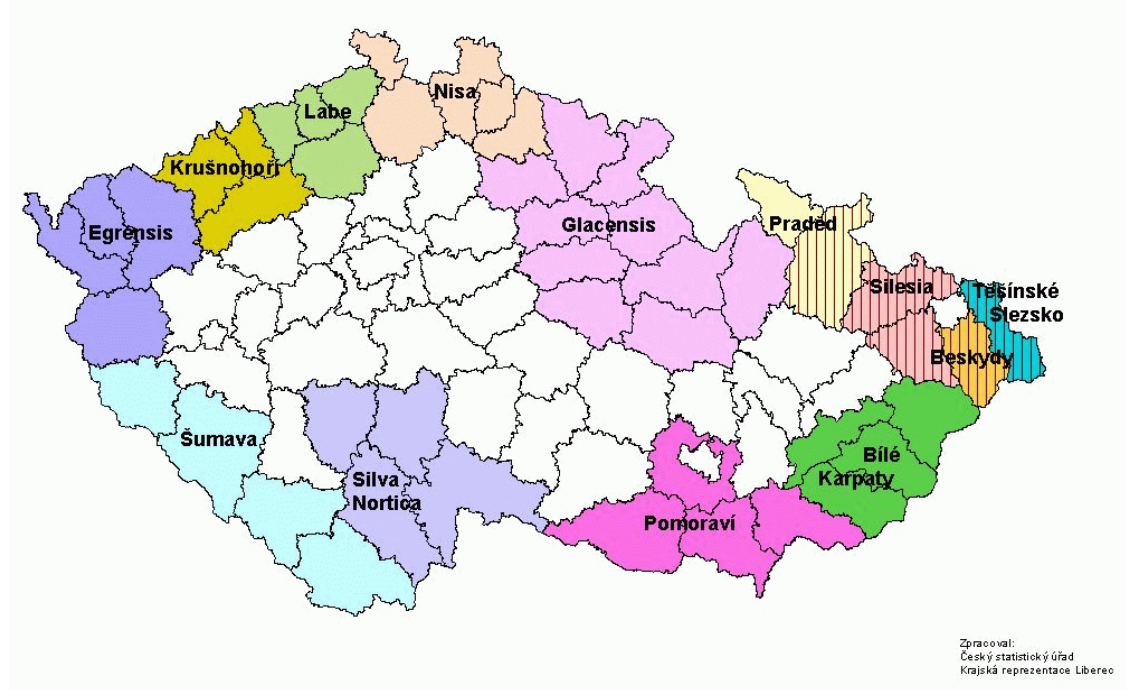 Nisa
Labe
Krušnohoří
Egrensis
Glacensis
Praděd
Silesia
Těšínské
Slezsko
Beskydy
Šumava
Silva
Nortica
Bílé
Karpaty
Pomoraví
Zpracoval:
Český statistický úřad
Krajská reprezentace Liberec